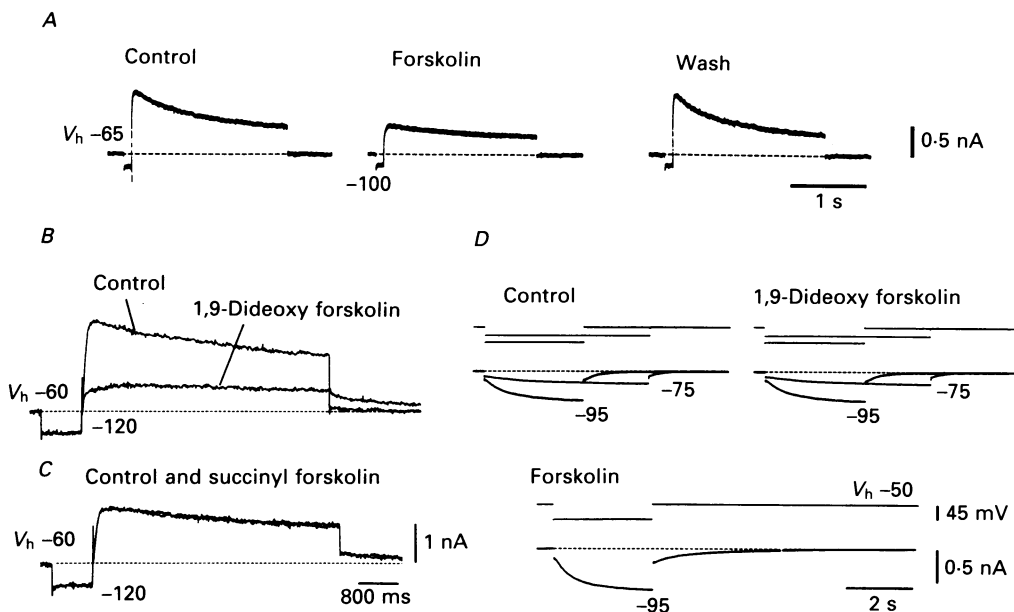 A
Control
Forskolin
Wash
Vh −65
−100
0·5 nA
1 s
B
Control
1,9-Dideoxy forskolin
Vh −60
−120
D
Control
1,9-Dideoxy forskolin
−75
−95
−75
−95
C
Control and succinyl forskolin
Vh −60
−120
1 nA
800 ms
Forskolin
Vh −50
45 mV
0·5 nA
−95
2 s